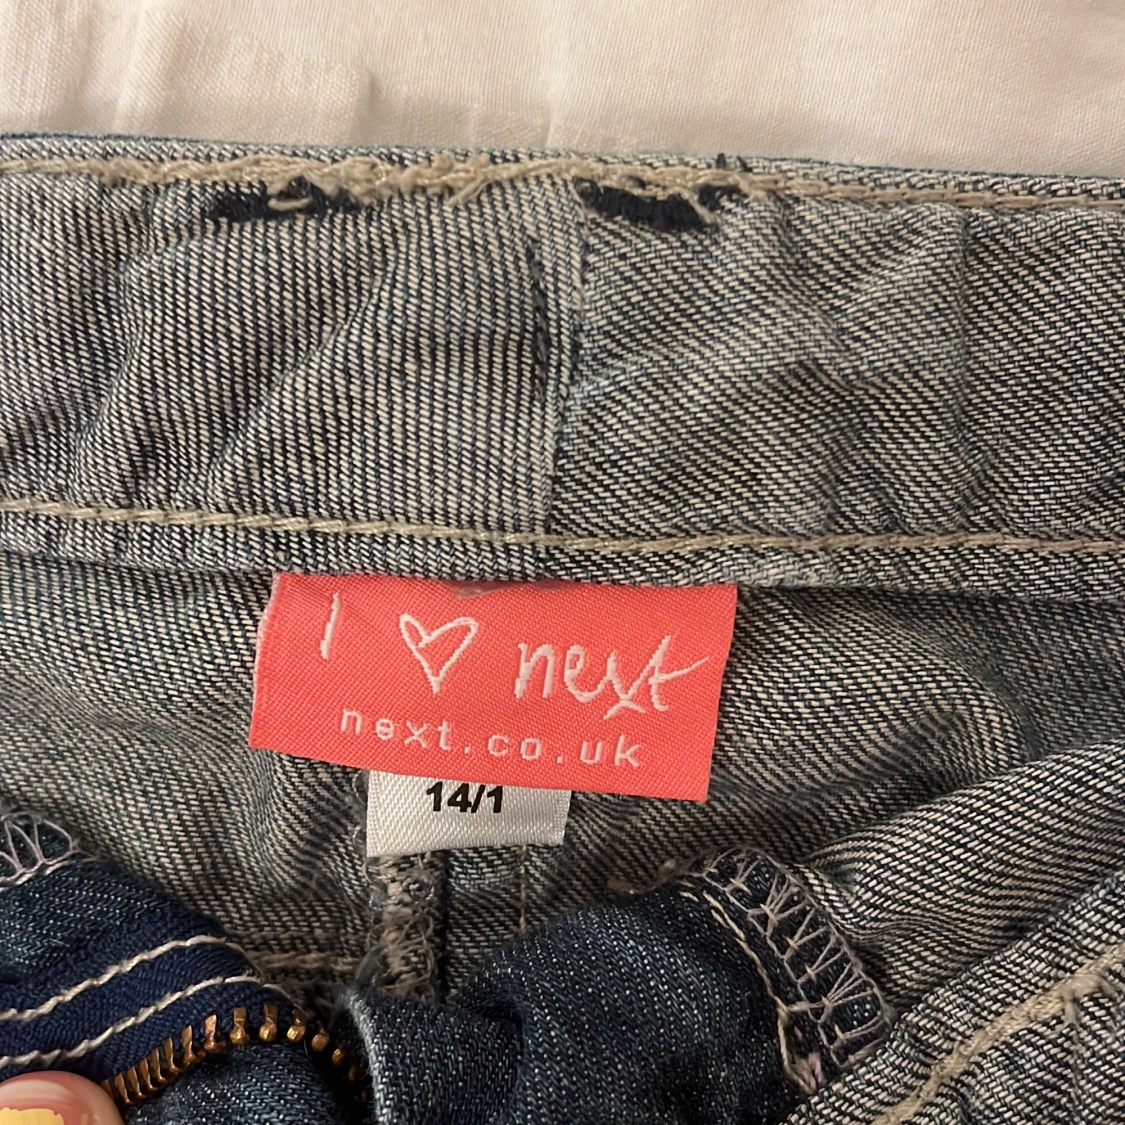 I ♡ next
next.co.uk
14/1